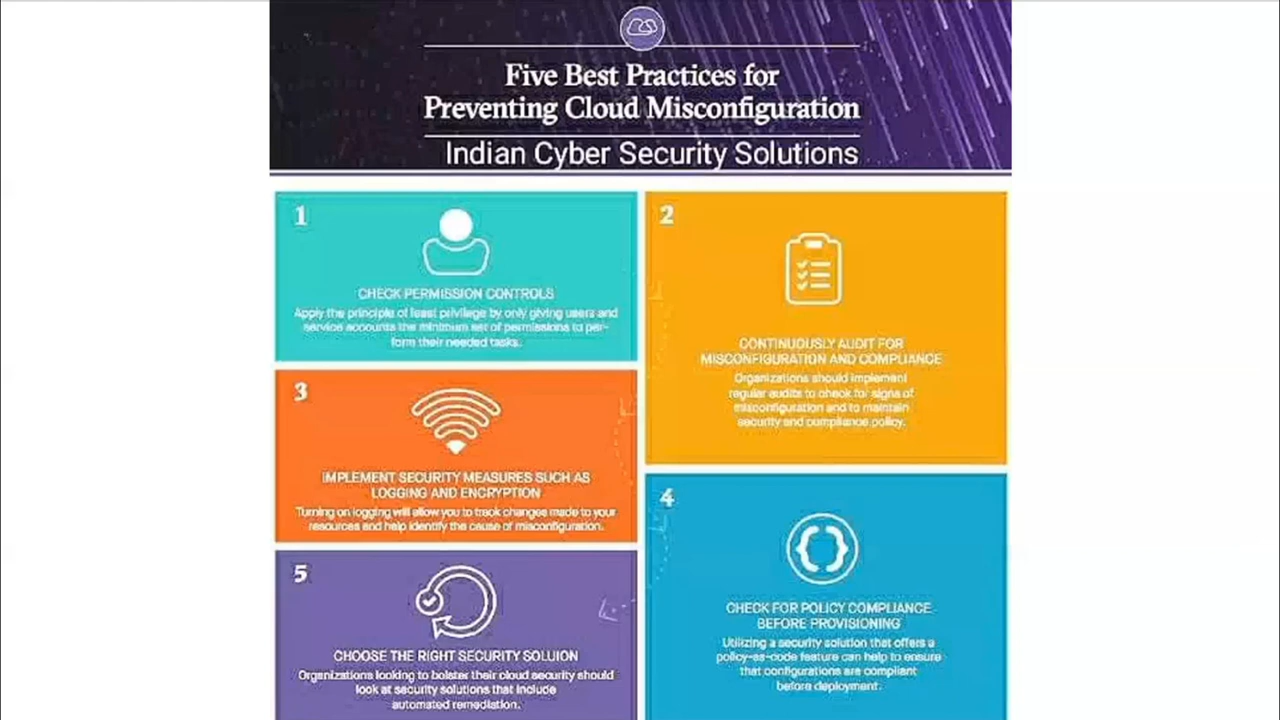 Five Best Practices for
Preventing Cloud Misconfiguration
Indian Cyber Security Solutions
1
CHECK PERMISSION CONTROLS
Apply the principle of least privilege by only giving users and
service accounts the minimum set of permissions to per-
form their needed tasks.
2
CONTINUOUSLY AUDIT FOR
MISCONFIGURATION AND COMPLIANCE
Organizations should implement
regular audits to check for signs of
misconfiguration and to maintain
security and compliance policy.
3
IMPLEMENT SECURITY MEASURES SUCH AS
LOGGING AND ENCRYPTION
Turning on logging will allow you to track changes made to your
resources and help identify the cause of misconfiguration.
4
CHECK FOR POLICY COMPLIANCE
BEFORE PROVISIONING
Utilizing a security solution that offers a
policy-as-code feature can help to ensure
that configurations are compliant
before deployment.
5
CHOOSE THE RIGHT SECURITY SOLUION
Organizations looking to bolster their cloud security should
look at security solutions that include
automated remediation.